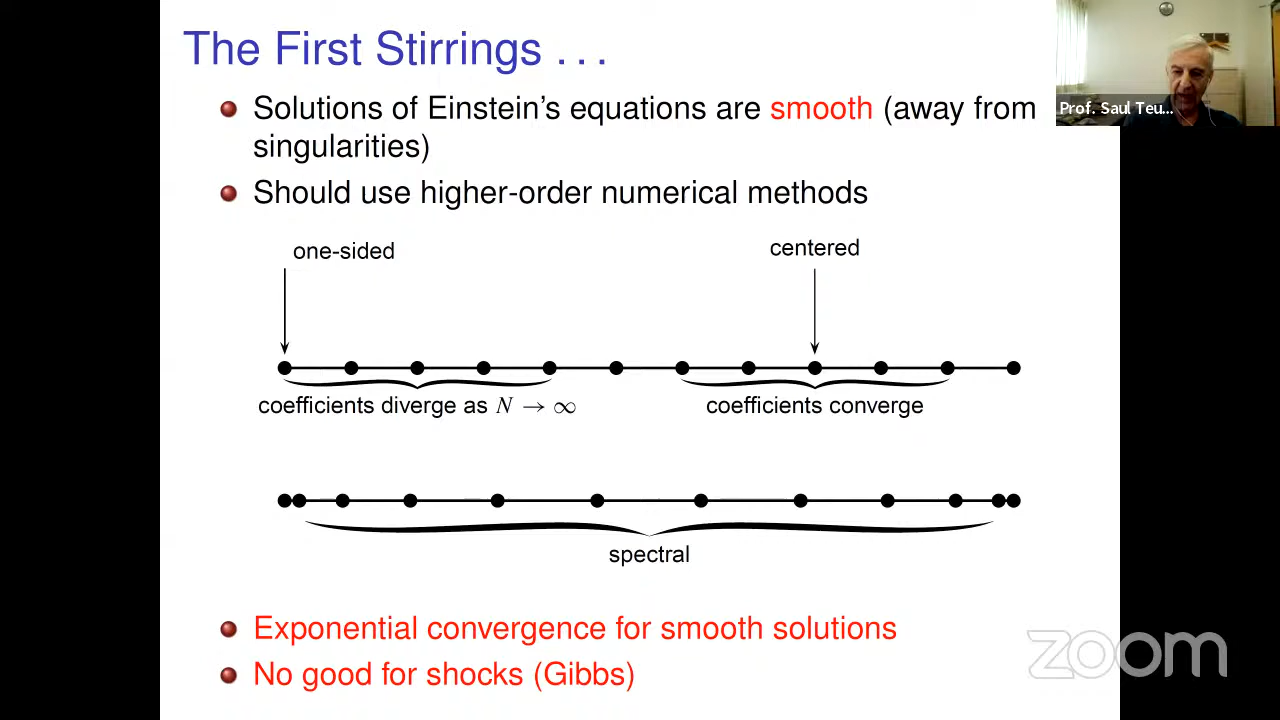 The First Stirrings . . .
Solutions of Einstein's equations are smooth (away from
singularities)
Prof. Saul Teu...
Should use higher-order numerical methods
one-sided
centered
coefficients diverge as N → ∞
coefficients converge
spectral
Exponential convergence for smooth solutions
No good for shocks (Gibbs)
zoom